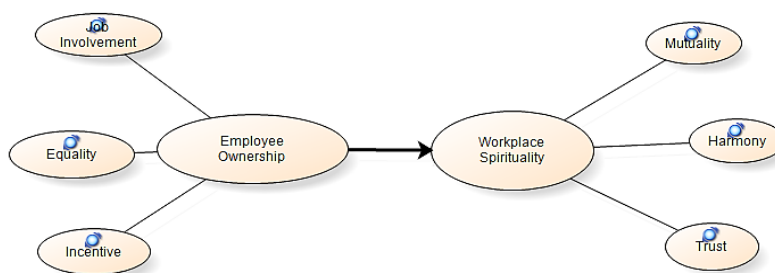 Job
Involvement
Equality
Incentive
Employee
Ownership
Workplace
Spirituality
Mutuality
Harmony
Trust